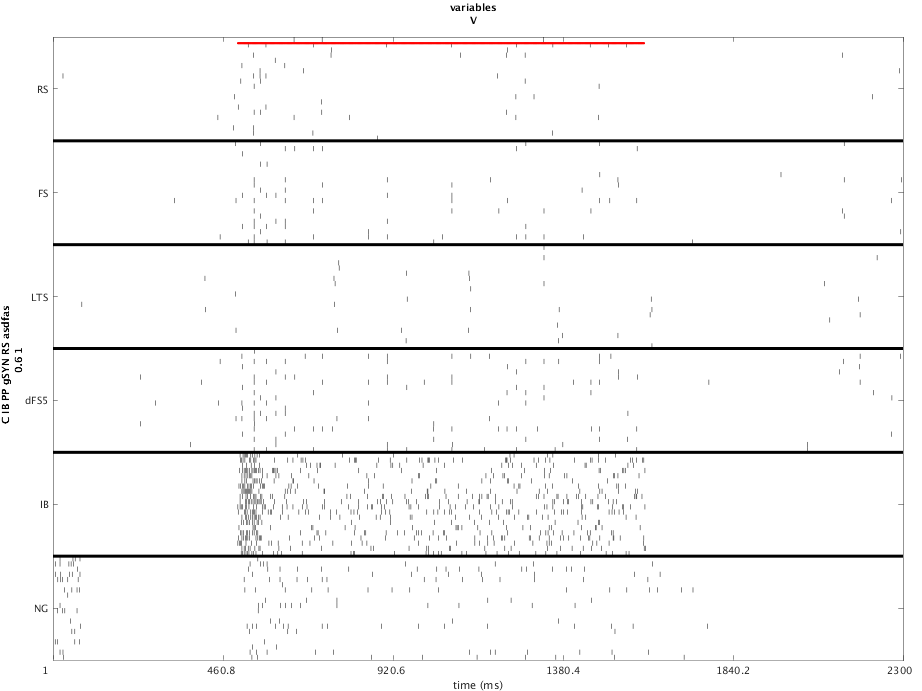 variables
V
RS
FS
LTS
dFS5
IB
NG
C IB PP gSYN RS asdfas
0.6 1
1
460.8
920.6
1380.4
1840.2
2300
time (ms)